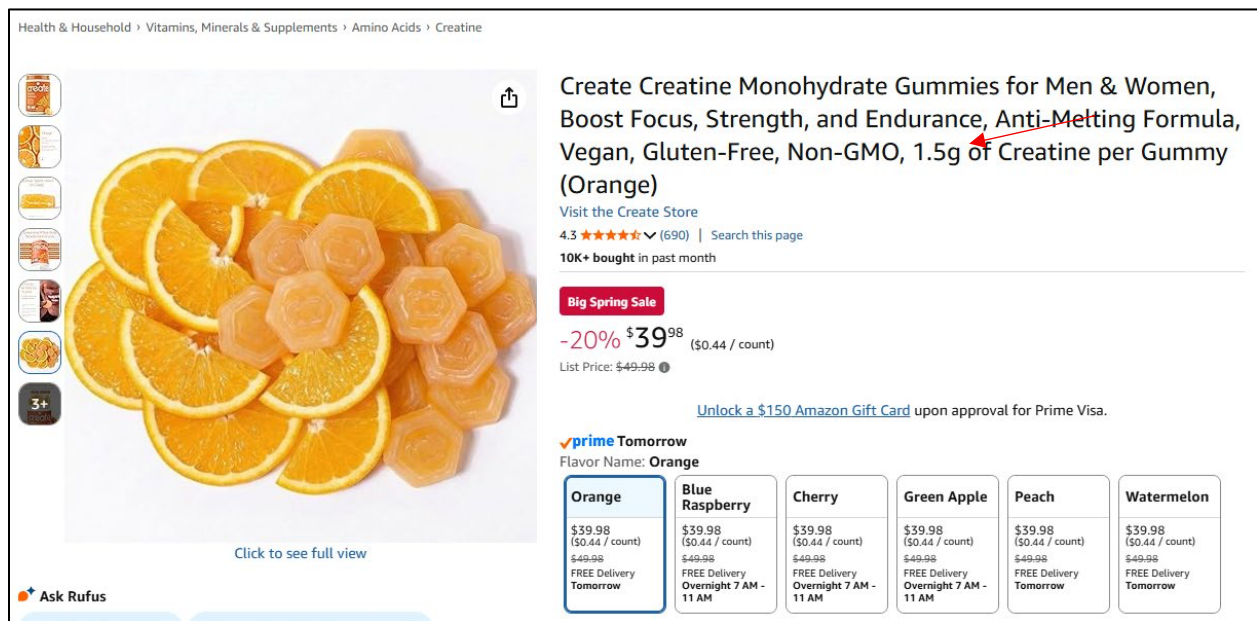 Health & Household › Vitamins, Minerals & Supplements › Amino Acids › Creatine
create
3+
Click to see full view
Ask Rufus
Create Creatine Monohydrate Gummies for Men & Women,
Boost Focus, Strength, and Endurance, Anti-Melting Formula,
Vegan, Gluten-Free, Non-GMO, 1.5g of Creatine per Gummy
(Orange)
Visit the Create Store
4.3 (690) | Search this page
10K+ bought in past month
Big Spring Sale
-20% $39.98 ($0.44 / count)
List Price: $49.98
Unlock a $150 Amazon Gift Card upon approval for Prime Visa.
prime Tomorrow
Flavor Name: Orange
Orange
$39.98
($0.44 / count)
$49.98
FREE Delivery
Tomorrow
Blue
Raspberry
$39.98
($0.44 / count)
$49.98
FREE Delivery
Overnight 7 AM -
11 AM
Cherry
$39.98
($0.44 / count)
$49.98
FREE Delivery
Overnight 7 AM -
11 AM
Green Apple
$39.98
($0.44 / count)
$49.98
FREE Delivery
Overnight 7 AM -
11 AM
Peach
$39.98
($0.44 / count)
$49.98
FREE Delivery
Tomorrow
Watermelon
$39.98
($0.44 / count)
$49.98
FREE Delivery
Tomorrow